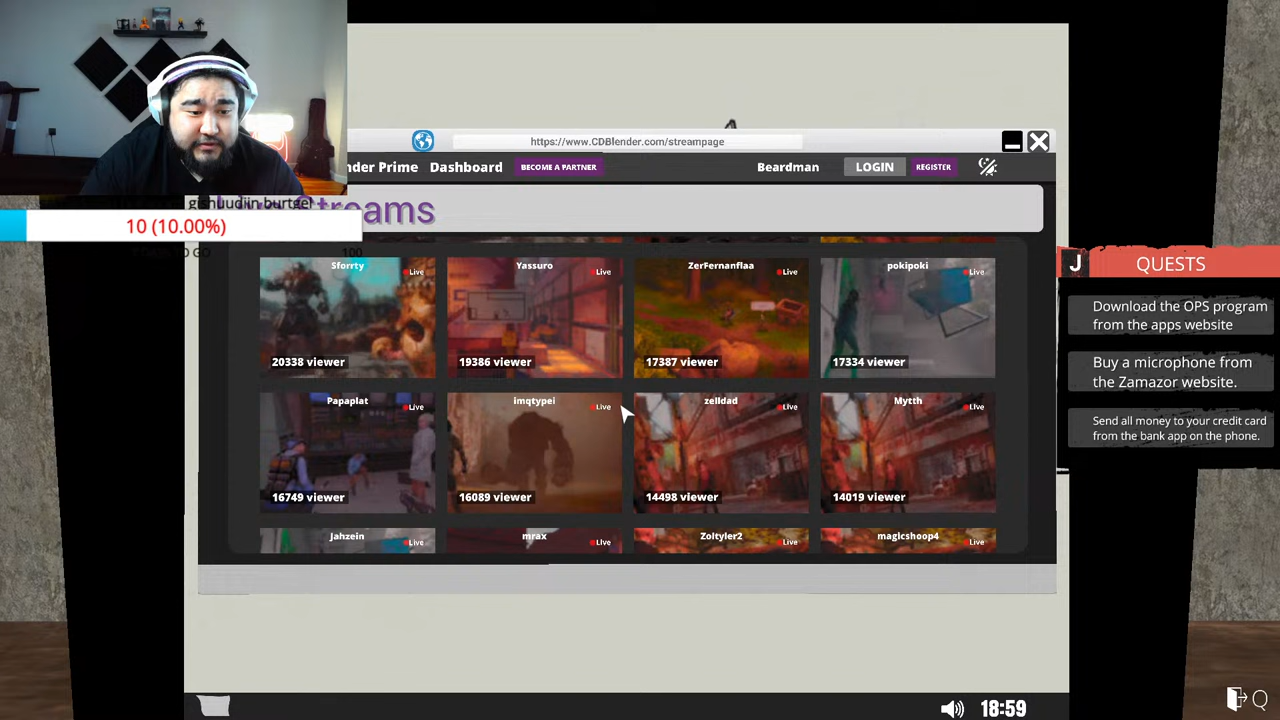 https://www.CDBlender.com/streampage
nder Prime Dashboard BECOME A PARTNER Beardman LOGIN REGISTER
gishuudiin burtgel
Streams
10 (10.00%)
100
Sforrty Live
20338 viewer
Yassuro Live
19386 viewer
ZerFernanflaa Live
17387 viewer
pokipoki Live
17334 viewer
Papaplat Live
16749 viewer
imqtypei Live
16089 viewer
zelldad Live
14498 viewer
Mytth Live
14019 viewer
Jahzein Live
mrax Live
Zoltyler2 Live
magicshoop4 Live
J QUESTS
Download the OPS program
from the apps website
Buy a microphone from
the Zamazor website.
Send all money to your credit card
from the bank app on the phone.
18:59
Q